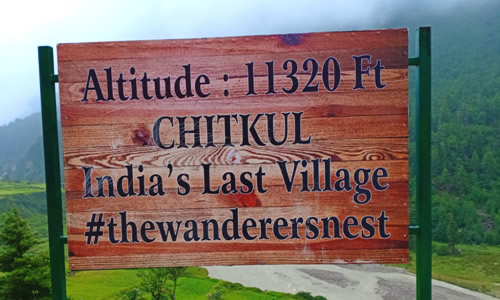 Altitude : 11320 Ft
CHITKUL
India's Last Village
#thewanderersnest